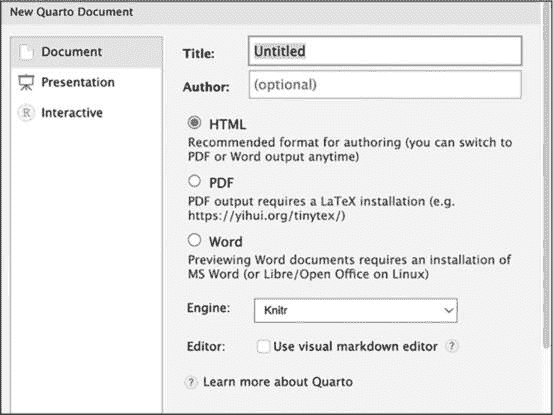 New Quarto Document
Document
Presentation
R Interactive
Title: Untitled
Author: (optional)
HTML
Recommended format for authoring (you can switch to
PDF or Word output anytime)
PDF
PDF output requires a LaTeX installation (e.g.
https://yihui.org/tinytex/)
Word
Previewing Word documents requires an installation of
MS Word (or Libre/Open Office on Linux)
Engine: Knitr
Editor: Use visual markdown editor ?
? Learn more about Quarto